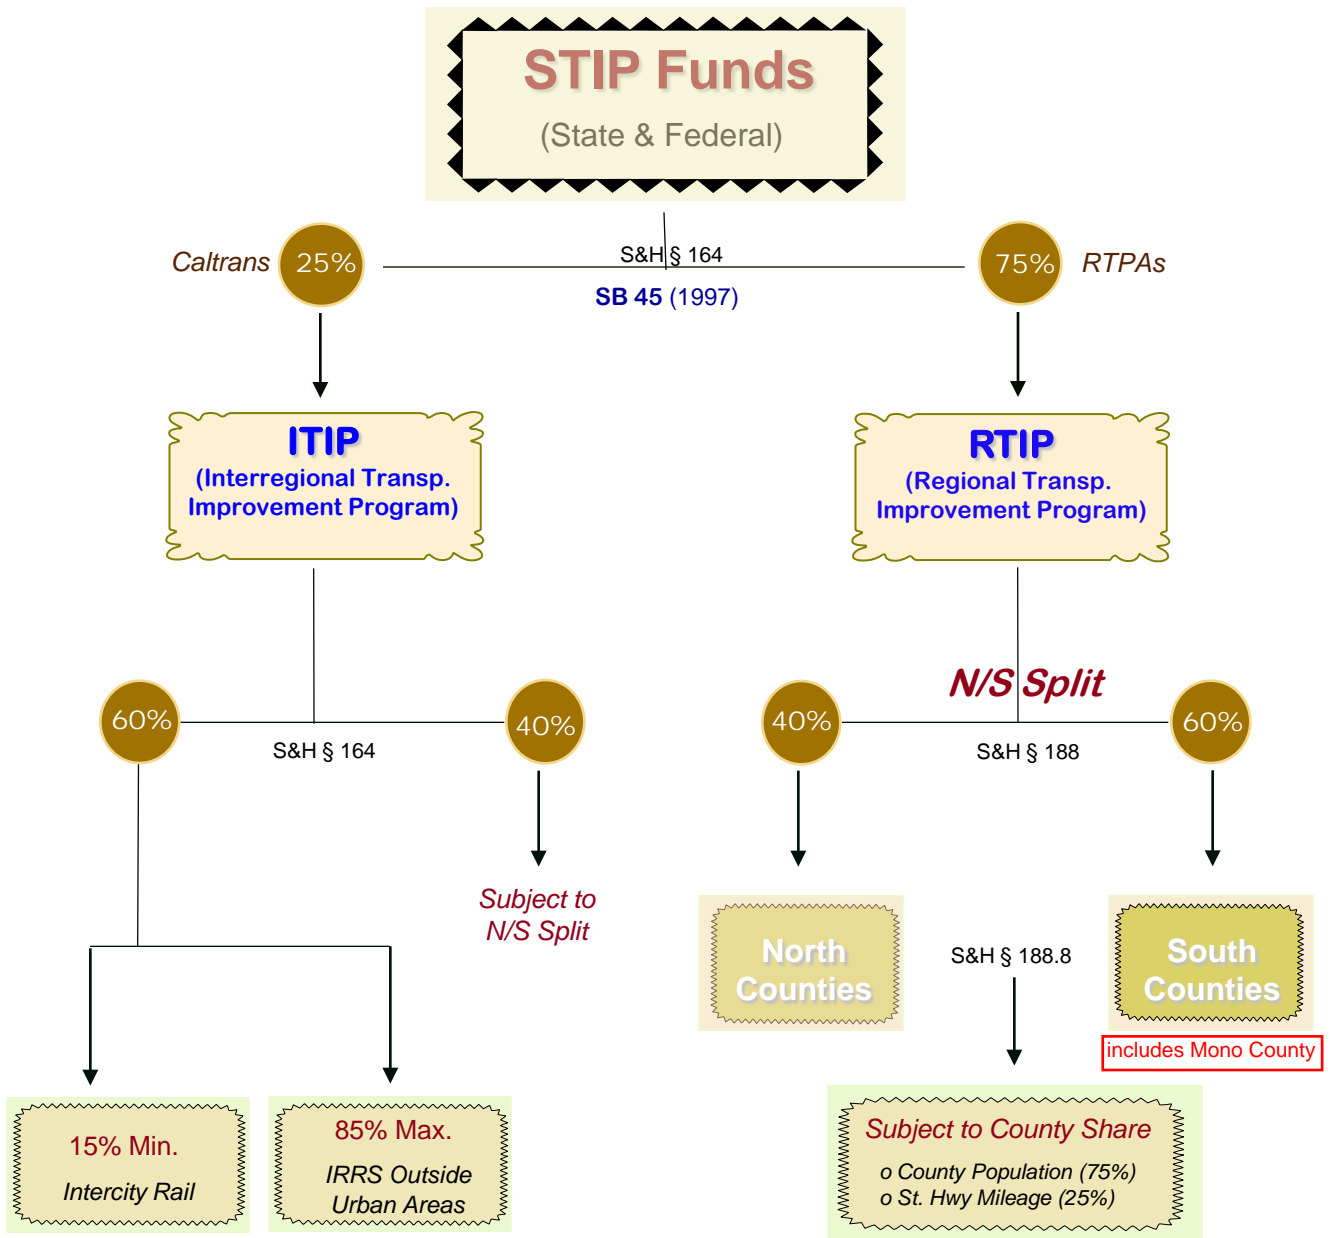 STIP Funds
(State & Federal)
Caltrans
25%
S&H § 164
SB 45 (1997)
75%
RTPAs
ITIP
(Interregional Transp.
Improvement Program)
RTIP
(Regional Transp.
Improvement Program)
60%
S&H § 164
40%
N/S Split
40%
S&H § 188
60%
Subject to
N/S Split
North
Counties
S&H § 188.8
South
Counties
includes Mono County
15% Min.
Intercity Rail
85% Max.
IRRS Outside
Urban Areas
Subject to County Share
o County Population (75%)
o St. Hwy Mileage (25%)